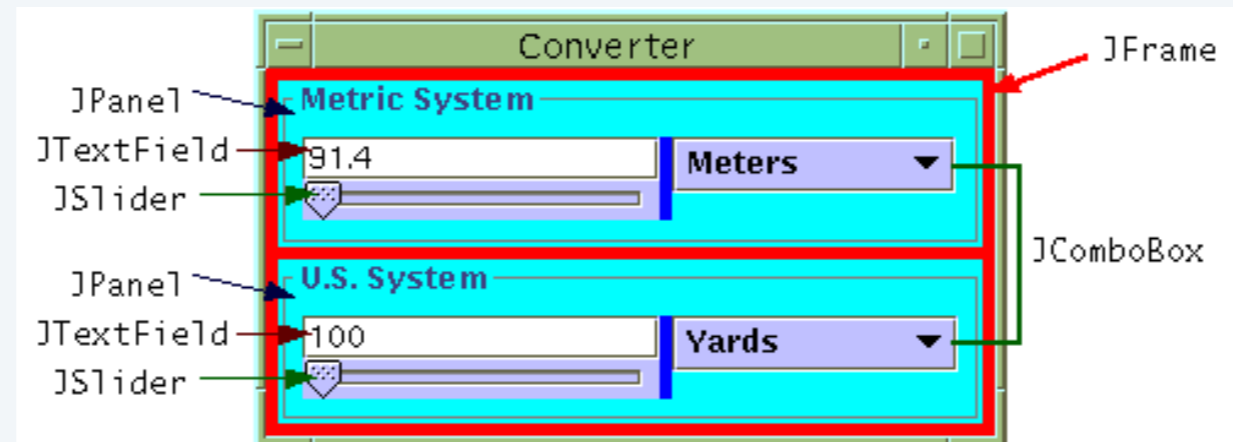 Converter
JFrame
JPanel
Metric System
JTextField
91.4
Meters
JSlider
JComboBox
JPanel
U.S. System
JTextField
100
Yards
JSlider